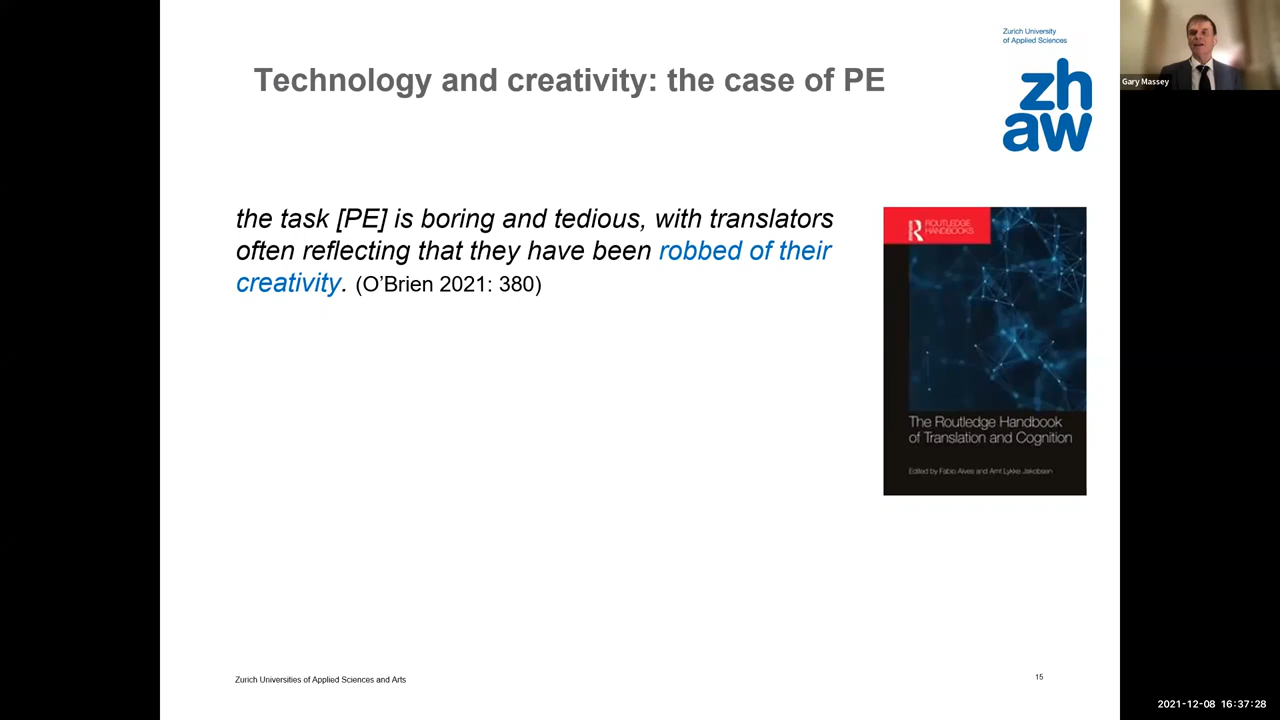 Zurich University
of Applied Sciences
zh
aw
Gary Massey
Technology and creativity: the case of PE
the task [PE] is boring and tedious, with translators
often reflecting that they have been robbed of their
creativity. (O'Brien 2021: 380)
R ROUTLEDGE
HANDBOOKS
The Routledge Handbook
of Translation and Cognition
Edited by Fabio Alves and Arnt Lykke Jakobsen
Zurich Universities of Applied Sciences and Arts
15
2021-12-08 16:37:28